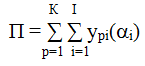 Π = ∑_{p=1}^{K} ∑_{i=1}^{I} y_{pi}(α_i)